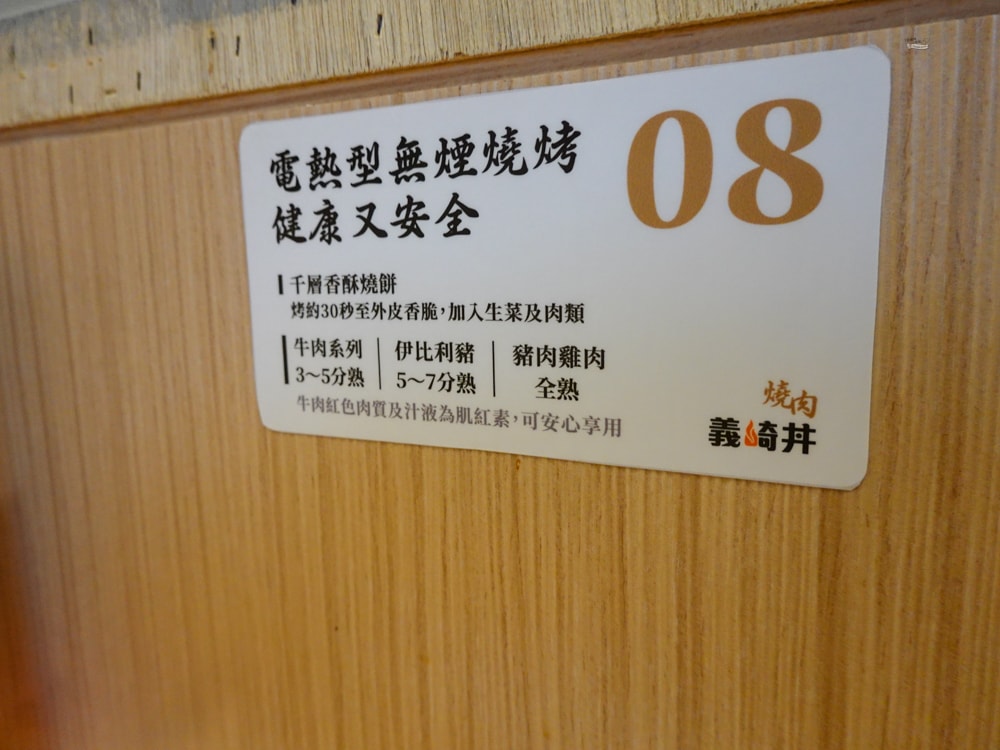 電熱型無煙燒烤
健康又安全
08
千層香酥燒餅
烤約30秒至外皮香脆，加入生菜及肉類
牛肉系列
3～5分熟
伊比利豬
5～7分熟
豬肉雞肉
全熟
牛肉紅色肉質及汁液為肌紅素，可安心享用
燒肉
義崎丼